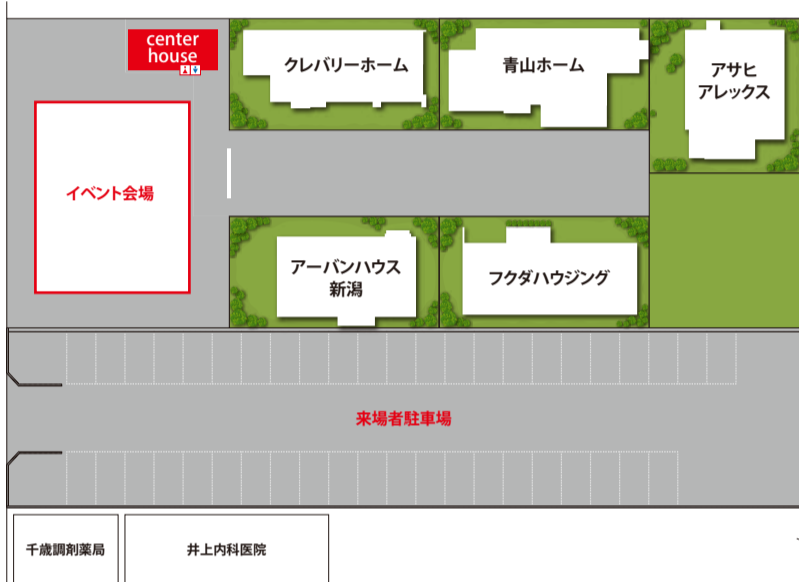 center
house
クレバリーホーム
青山ホーム
アサヒ
アレックス
イベント会場
アーバンハウス
新潟
フクダハウジング
来場者駐車場
千歳調剤薬局
井上内科医院